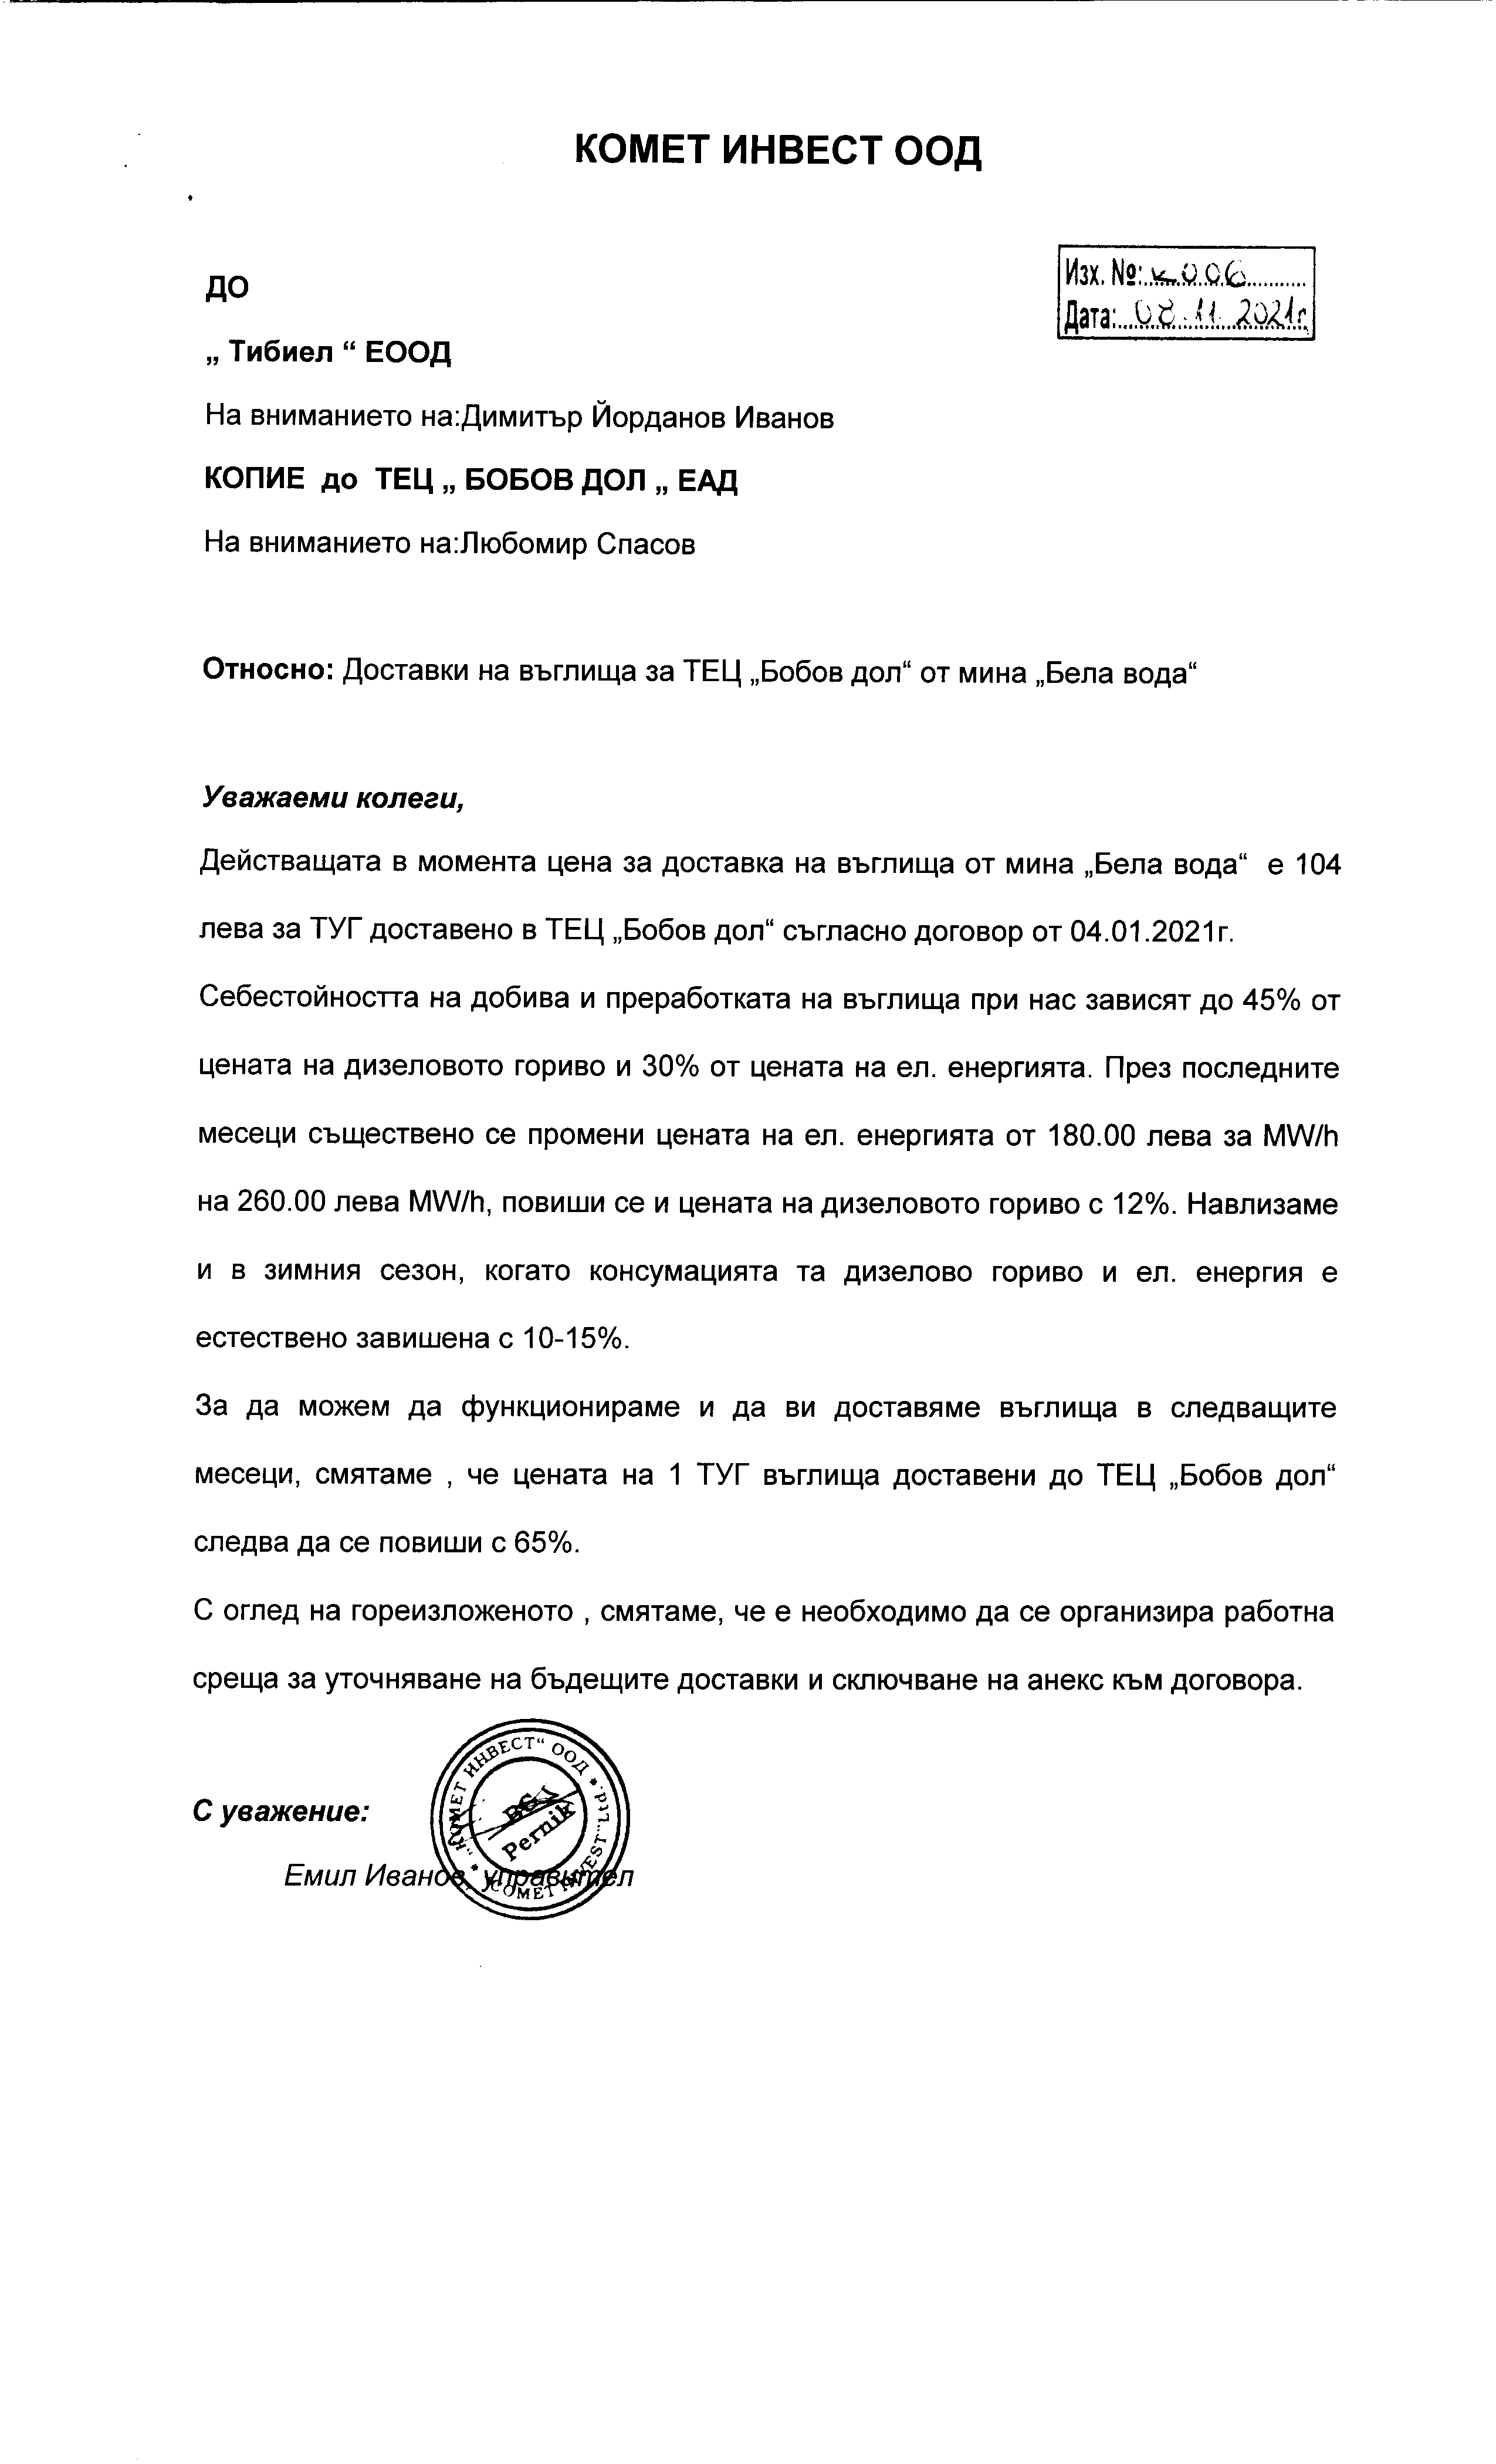 КОМЕТ ИНВЕСТ ООД
Изх. №: К006
Дата: 08.11.2021г.
ДО
„ Тибиел “ ЕООД
На вниманието на:Димитър Йорданов Иванов
КОПИЕ до ТЕЦ „ БОБОВ ДОЛ „ ЕАД
На вниманието на:Любомир Спасов
Относно: Доставки на въглища за ТЕЦ „Бобов дол“ от мина „Бела вода“
Уважаеми колеги,
Действащата в момента цена за доставка на въглища от мина „Бела вода“ е 104
лева за ТУГ доставено в ТЕЦ „Бобов дол“ съгласно договор от 04.01.2021г.
Себестойността на добива и преработката на въглища при нас зависят до 45% от
цената на дизеловото гориво и 30% от цената на ел. енергията. През последните
месеци съществено се промени цената на ел. енергията от 180.00 лева за MW/h
на 260.00 лева MW/h, повиши се и цената на дизеловото гориво с 12%. Навлизаме
и в зимния сезон, когато консумацията та дизелово гориво и ел. енергия е
естествено завишена с 10-15%.
За да можем да функционираме и да ви доставяме въглища в следващите
месеци, смятаме , че цената на 1 ТУГ въглища доставени до ТЕЦ „Бобов дол“
следва да се повиши с 65%.
С оглед на гореизложеното , смятаме, че е необходимо да се организира работна
среща за уточняване на бъдещите доставки и сключване на анекс към договора.
С уважение:
Емил Иванов, управител
„КОМЕТ ИНВЕСТ“ ООД
„COMET INVEST“ Ltd.
BG
Pernik